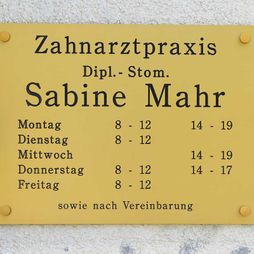 Zahnarztpraxis
Dipl.- Stom.
Sabine Mahr
Montag 8 - 12 14 - 19
Dienstag 8 - 12
Mittwoch 14 - 19
Donnerstag 8 - 12 14 - 17
Freitag 8 - 12
sowie nach Vereinbarung